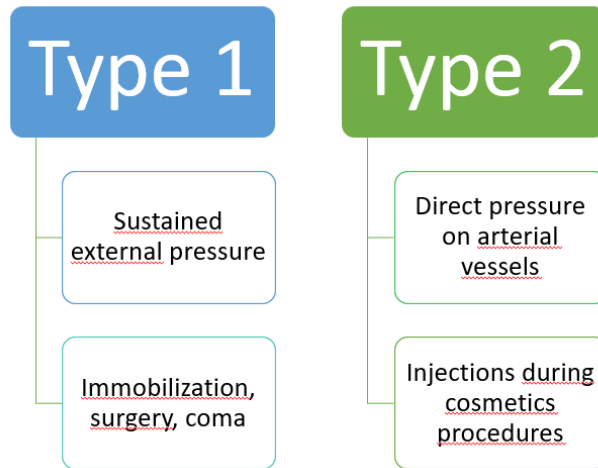 Type 1
Sustained
external pressure
Immobilization,
surgery, coma
Type 2
Direct pressure
on arterial
vessels
Injections during
cosmetics
procedures